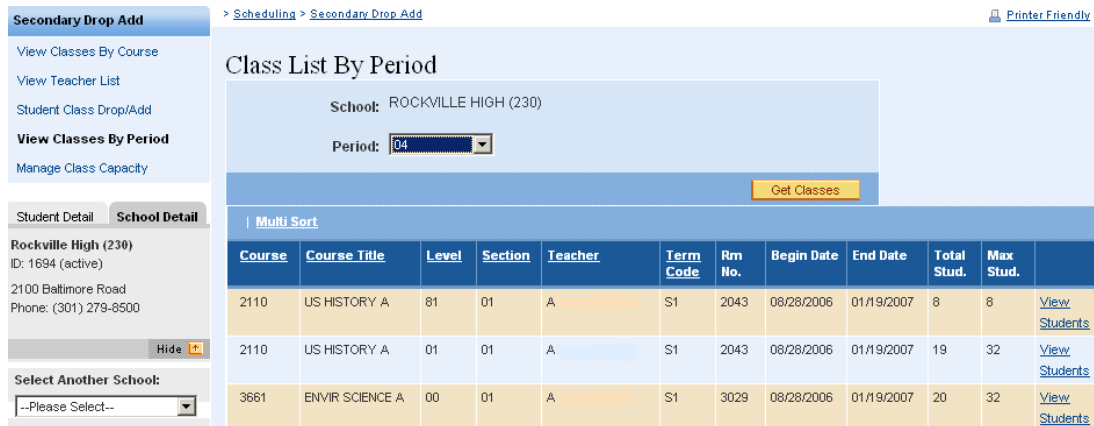 Secondary Drop Add
View Classes By Course
View Teacher List
Student Class Drop/Add
View Classes By Period
Manage Class Capacity
Student Detail School Detail
Rockville High (230)
ID: 1694 (active)
2100 Baltimore Road
Phone: (301) 279-8500
Hide
Select Another School:
--Please Select--
> Scheduling > Secondary Drop Add
Printer Friendly
Class List By Period
School: ROCKVILLE HIGH (230)
Period: 04
Get Classes
| Multi Sort
Course Course Title Level Section Teacher Term Code Rm No. Begin Date End Date Total Stud. Max Stud.
2110 US HISTORY A 81 01 A S1 2043 08/28/2006 01/19/2007 8 8 View Students
2110 US HISTORY A 01 01 A S1 2043 08/28/2006 01/19/2007 19 32 View Students
3661 ENVIR SCIENCE A 00 01 A S1 3029 08/28/2006 01/19/2007 20 32 View Students